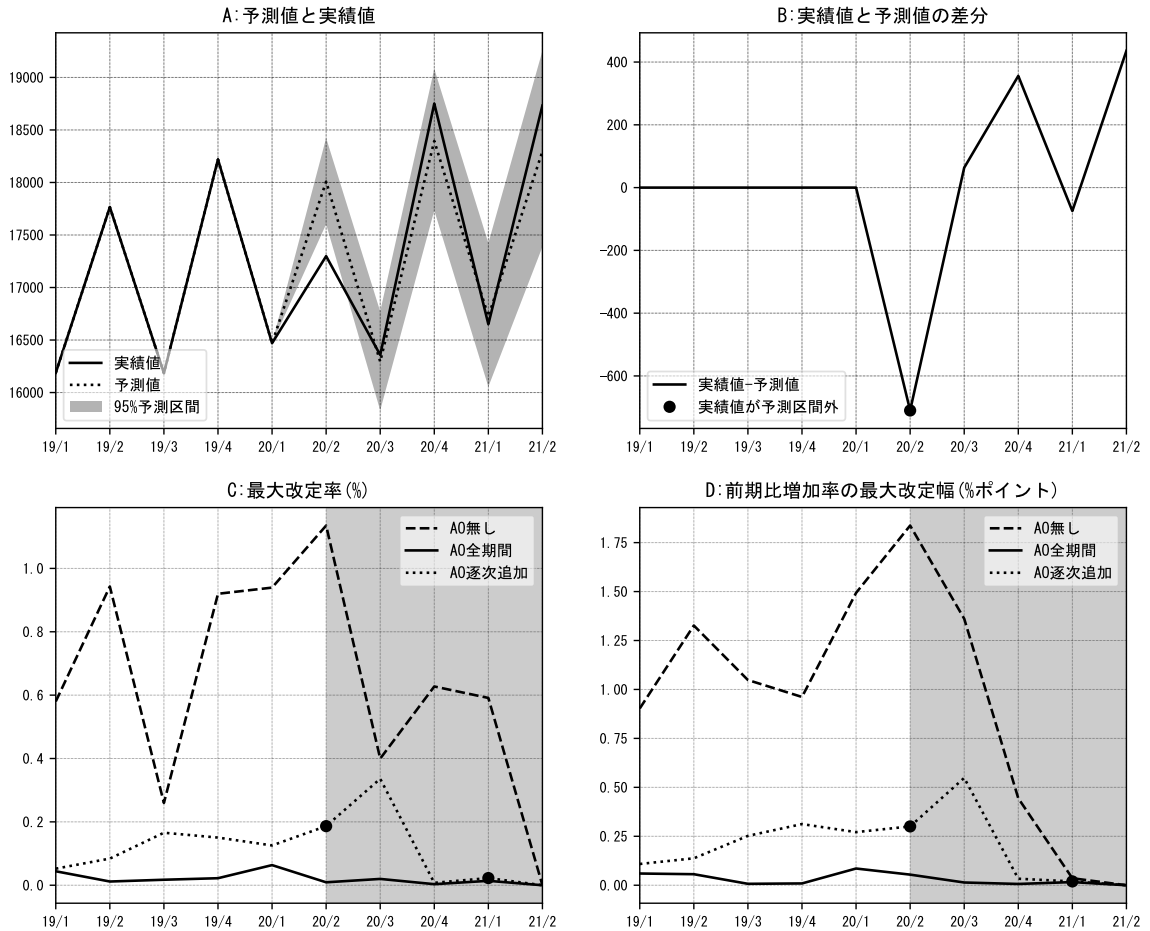 A:予測値と実績値
19000
18500
18000
17500
17000
16500
16000
実績値
予測値
95%予測区間
19/1 19/2 19/3 19/4 20/1 20/2 20/3 20/4 21/1 21/2
B:実績値と予測値の差分
400
200
0
−200
−400
−600
実績値−予測値
実績値が予測区間外
19/1 19/2 19/3 19/4 20/1 20/2 20/3 20/4 21/1 21/2
C:最大改定率(%)
1.0
0.8
0.6
0.4
0.2
0.0
AO無し
AO全期間
AO逐次追加
19/1 19/2 19/3 19/4 20/1 20/2 20/3 20/4 21/1 21/2
D:前期比増加率の最大改定幅(%ポイント)
1.75
1.50
1.25
1.00
0.75
0.50
0.25
0.00
AO無し
AO全期間
AO逐次追加
19/1 19/2 19/3 19/4 20/1 20/2 20/3 20/4 21/1 21/2